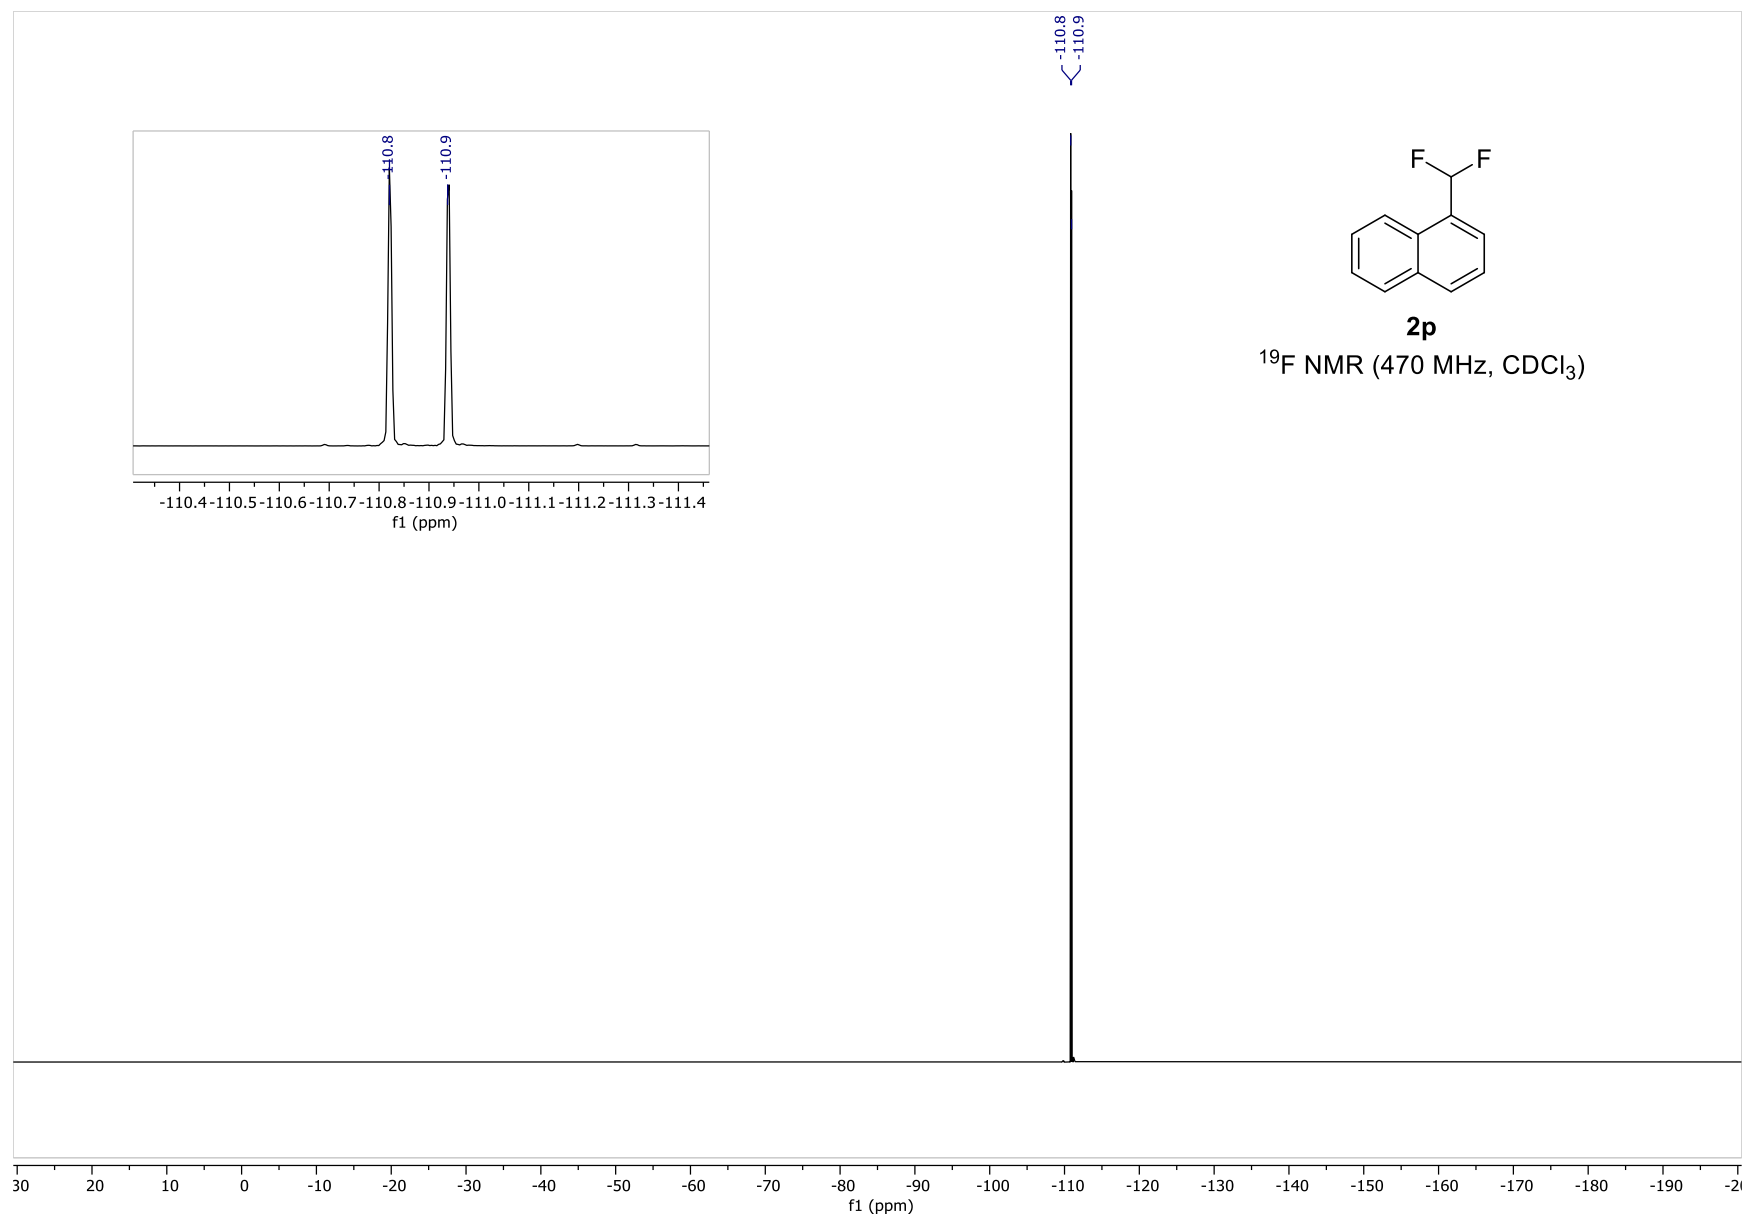 -110.8
-110.9
-110.8
-110.9
-110.4 -110.5 -110.6 -110.7 -110.8 -110.9 -111.0 -111.1 -111.2 -111.3 -111.4
f1 (ppm)
F F
2p
¹⁹F NMR (470 MHz, CDCl₃)
30 20 10 0 -10 -20 -30 -40 -50 -60 -70 -80 -90 -100 -110 -120 -130 -140 -150 -160 -170 -180 -190
f1 (ppm)